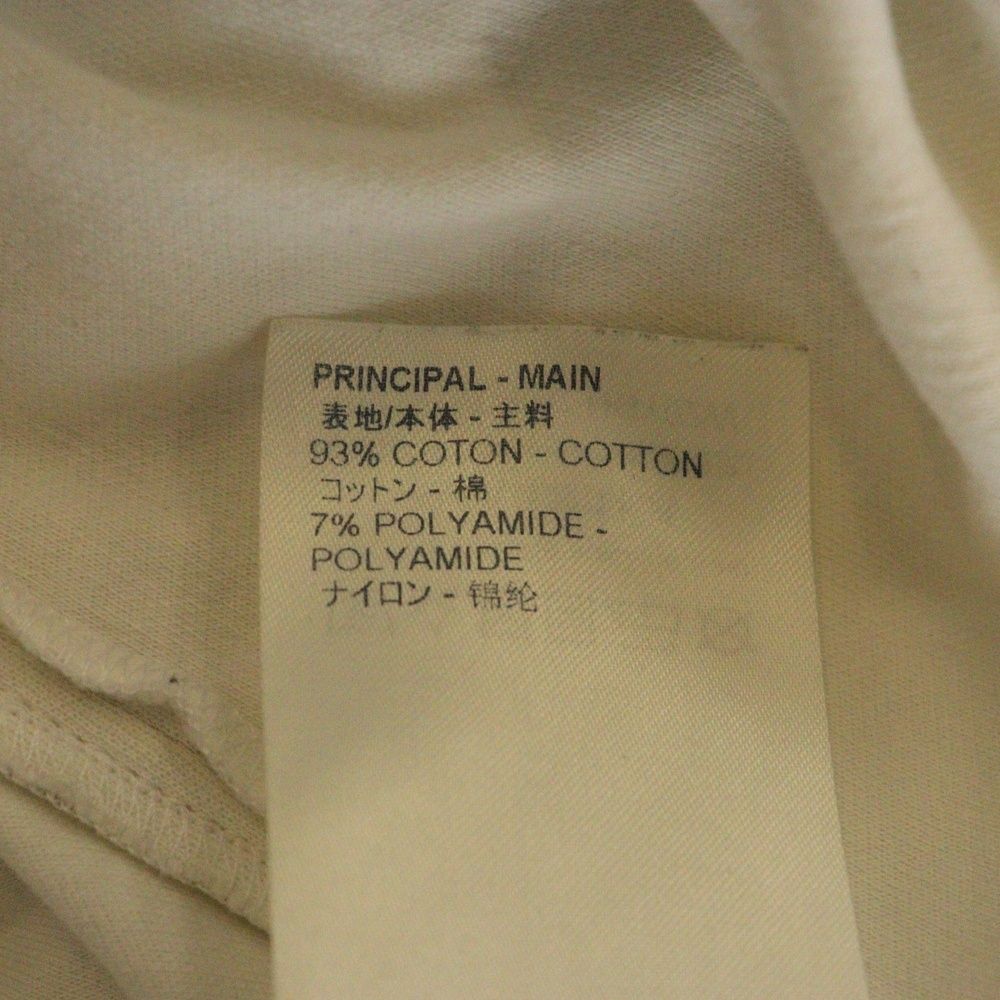 PRINCIPAL - MAIN
表地/本体 - 主料
93% COTON - COTTON
コットン - 棉
7% POLYAMIDE -
POLYAMIDE
ナイロン - 锦纶